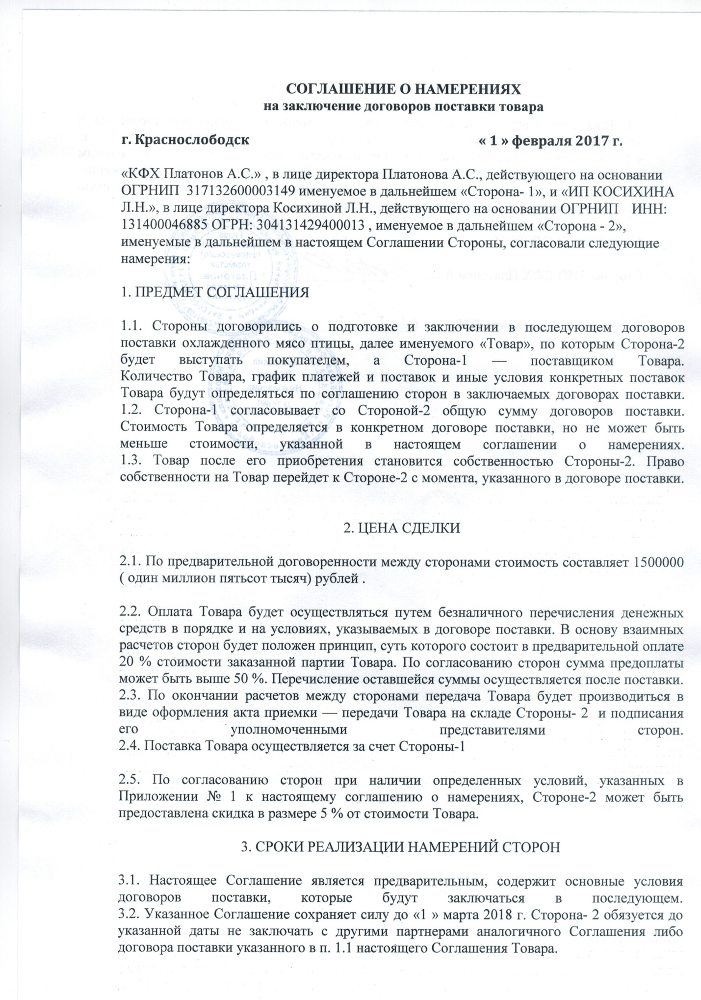 СОГЛАШЕНИЕ О НАМЕРЕНИЯХ
на заключение договоров поставки товара
г. Краснослободск « 1 » февраля 2017 г.
«КФХ Платонов А.С.» , в лице директора Платонова А.С., действующего на основании
ОГРНИП 317132600003149 именуемое в дальнейшем «Сторона- 1», и «ИП КОСИХИНА
Л.Н.», в лице директора Косихиной Л.Н., действующего на основании ОГРНИП ИНН:
131400046885 ОГРН: 304131429400013 , именуемое в дальнейшем «Сторона - 2»,
именуемые в дальнейшем в настоящем Соглашении Стороны, согласовали следующие
намерения:
1. ПРЕДМЕТ СОГЛАШЕНИЯ
1.1. Стороны договорились о подготовке и заключении в последующем договоров
поставки охлажденного мясо птицы, далее именуемого «Товар», по которым Сторона-2
будет выступать покупателем, а Сторона-1 — поставщиком Товара.
Количество Товара, график платежей и поставок и иные условия конкретных поставок
Товара будут определяться по соглашению сторон в заключаемых договорах поставки.
1.2. Сторона-1 согласовывает со Стороной-2 общую сумму договоров поставки.
Стоимость Товара определяется в конкретном договоре поставки, но не может быть
меньше стоимости, указанной в настоящем соглашении о намерениях.
1.3. Товар после его приобретения становится собственностью Стороны-2. Право
собственности на Товар перейдет к Стороне-2 с момента, указанного в договоре поставки.
2. ЦЕНА СДЕЛКИ
2.1. По предварительной договоренности между сторонами стоимость составляет 1500000
( один миллион пятьсот тысяч) рублей .
2.2. Оплата Товара будет осуществляться путем безналичного перечисления денежных
средств в порядке и на условиях, указываемых в договоре поставки. В основу взаимных
расчетов сторон будет положен принцип, суть которого состоит в предварительной оплате
20 % стоимости заказанной партии Товара. По согласованию сторон сумма предоплаты
может быть выше 50 %. Перечисление оставшейся суммы осуществляется после поставки.
2.3. По окончании расчетов между сторонами передача Товара будет производиться в
виде оформления акта приемки — передачи Товара на складе Стороны- 2 и подписания
его уполномоченными представителями сторон.
2.4. Поставка Товара осуществляется за счет Стороны-1
2.5. По согласованию сторон при наличии определенных условий, указанных в
Приложении № 1 к настоящему соглашению о намерениях, Стороне-2 может быть
предоставлена скидка в размере 5 % от стоимости Товара.
3. СРОКИ РЕАЛИЗАЦИИ НАМЕРЕНИЙ СТОРОН
3.1. Настоящее Соглашение является предварительным, содержит основные условия
договоров поставки, которые будут заключаться в последующем.
3.2. Указанное Соглашение сохраняет силу до «1 » марта 2018 г. Сторона- 2 обязуется до
указанной даты не заключать с другими партнерами аналогичного Соглашения либо
договора поставки указанного в п. 1.1 настоящего Соглашения Товара.